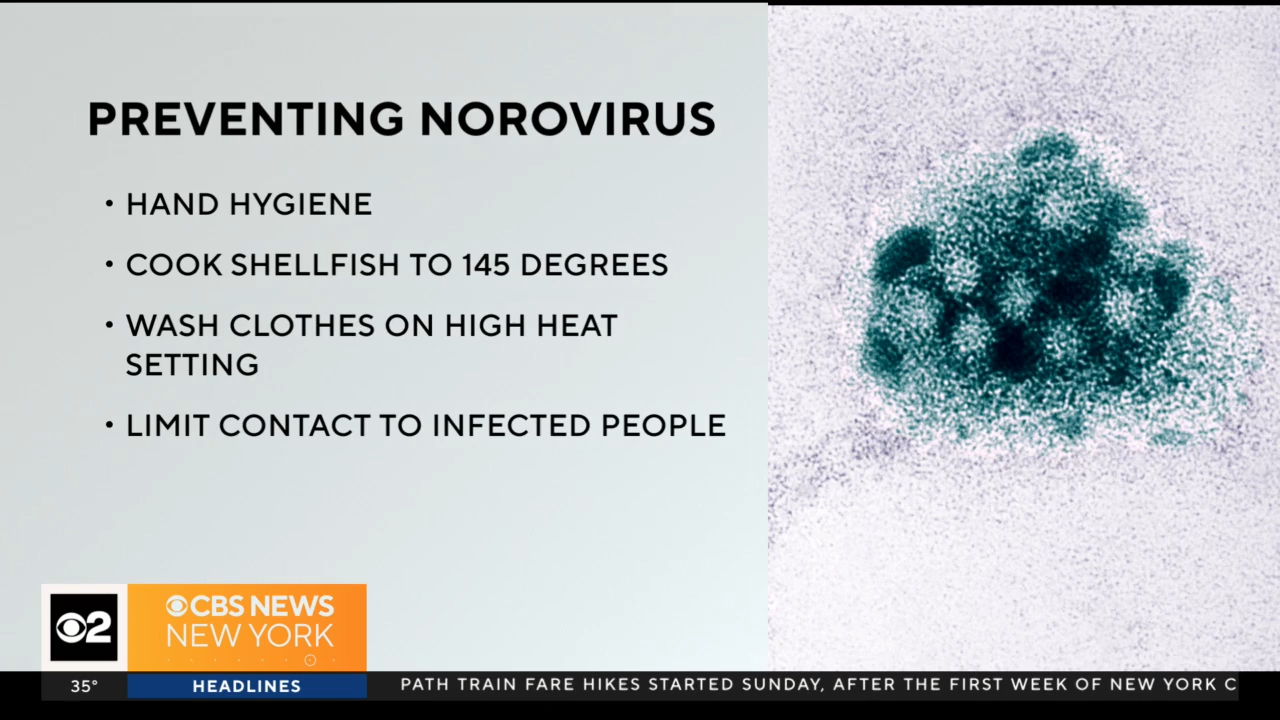 PREVENTING NOROVIRUS
• HAND HYGIENE
• COOK SHELLFISH TO 145 DEGREES
• WASH CLOTHES ON HIGH HEAT
SETTING
• LIMIT CONTACT TO INFECTED PEOPLE
2
CBS NEWS
NEW YORK
35°
HEADLINES
PATH TRAIN FARE HIKES STARTED SUNDAY, AFTER THE FIRST WEEK OF NEW YORK C